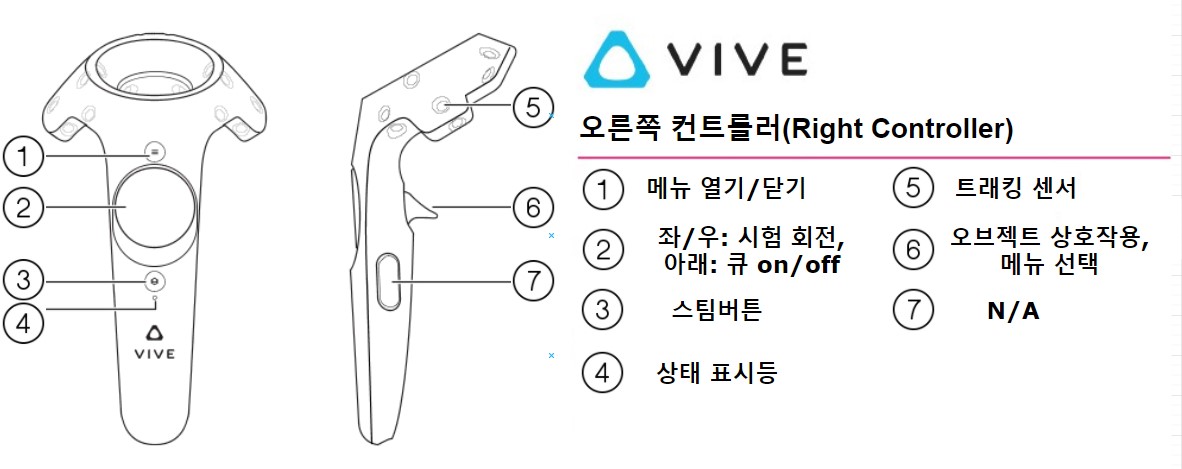 VIVE
오른쪽 컨트롤러(Right Controller)
1 메뉴 열기/닫기
2 좌/우: 시험 회전,
아래: 큐 on/off
3 스팀버튼
4 상태 표시등
5 트래킹 센서
6 오브젝트 상호작용,
메뉴 선택
7 N/A
1
2
3
4
VIVE
5
6
7